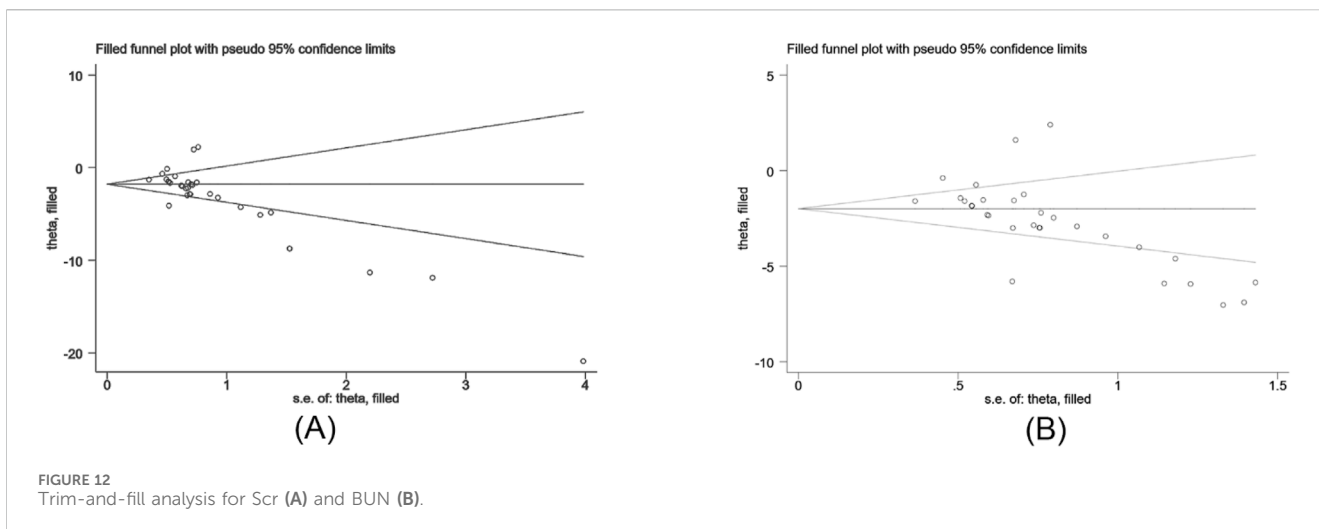 Filled funnel plot with pseudo 95% confidence limits
10
0
-10
-20
theta, filled
0 1 2 3 4
s.e. of: theta, filled
(A)
Filled funnel plot with pseudo 95% confidence limits
5
0
-5
-10
theta, filled
0 .5 1 1.5
s.e. of: theta, filled
(B)
FIGURE 12
Trim-and-fill analysis for Scr (A) and BUN (B).